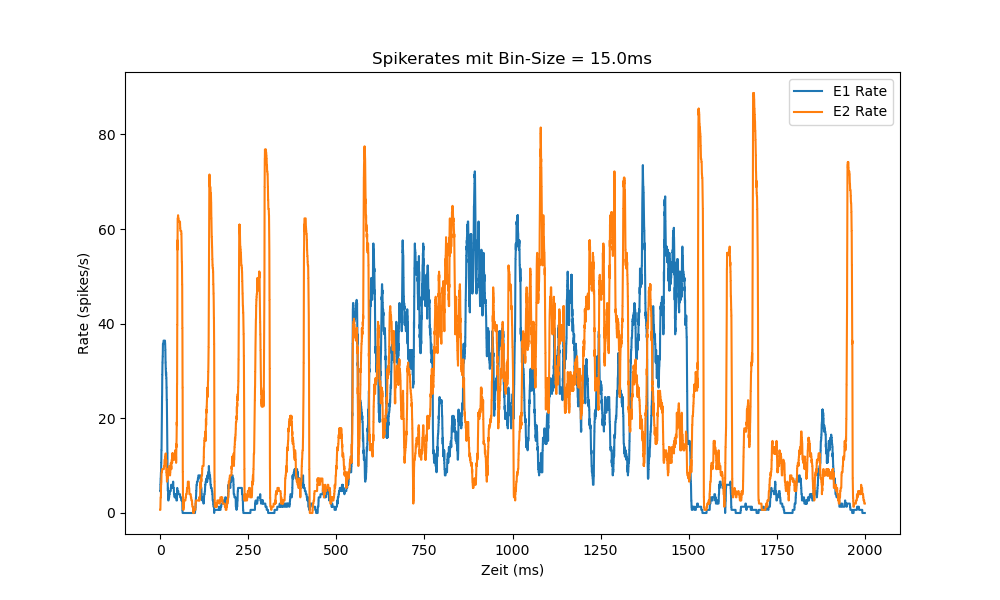 Spikerates mit Bin-Size = 15.0ms
E1 Rate
E2 Rate
Rate (spikes/s)
80
60
40
20
0
0 250 500 750 1000 1250 1500 1750 2000
Zeit (ms)